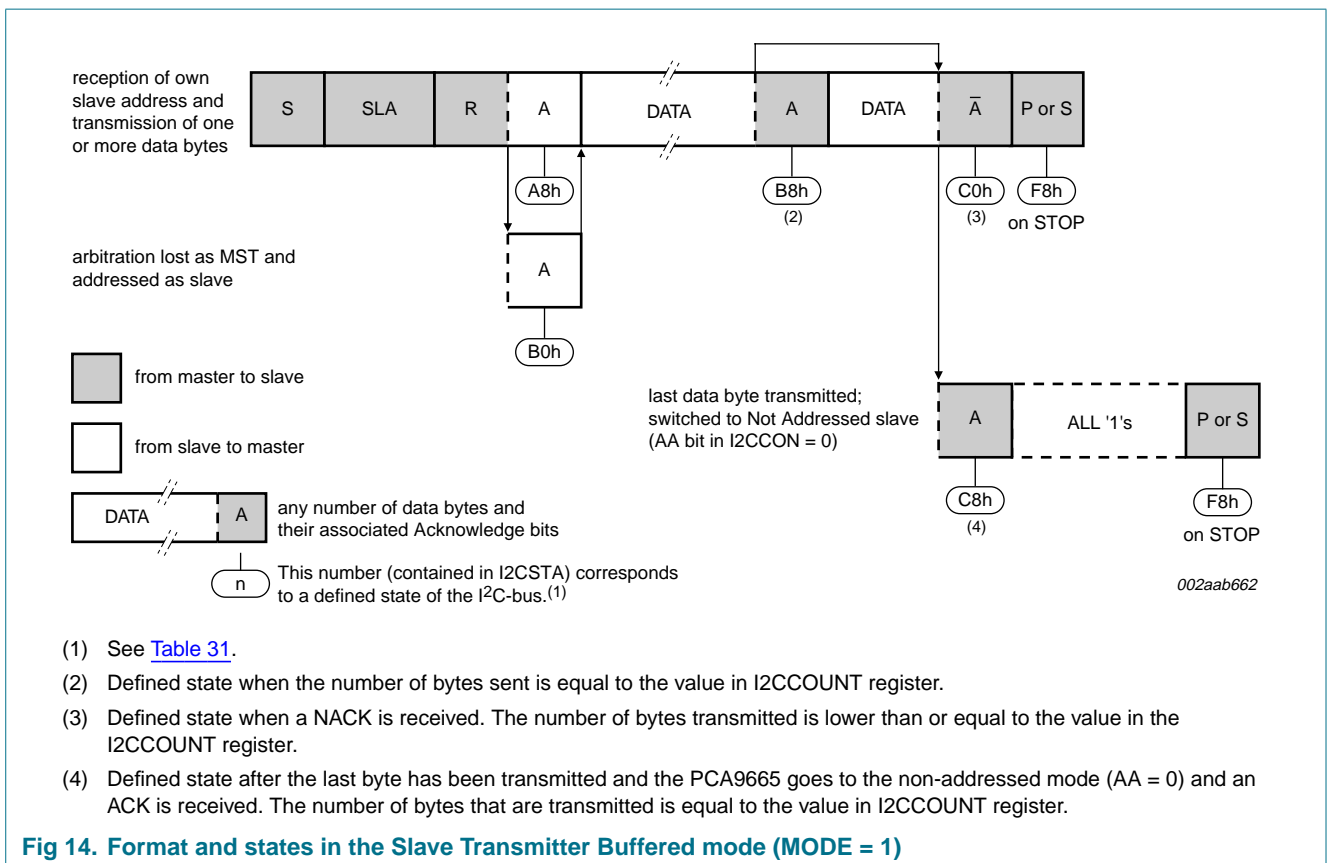 reception of own
slave address and
transmission of one
or more data bytes
S SLA R A DATA A DATA A̅ P or S
A8h B8h C0h F8h
(2) (3) on STOP
arbitration lost as MST and
addressed as slave
A
B0h
from master to slave
last data byte transmitted;
switched to Not Addressed slave
(AA bit in I2CCON = 0)
A ALL '1's P or S
from slave to master
C8h F8h
(4) on STOP
DATA A any number of data bytes and
their associated Acknowledge bits
n This number (contained in I2CSTA) corresponds
to a defined state of the I2C-bus.(1)
002aab662
(1) See Table 31.
(2) Defined state when the number of bytes sent is equal to the value in I2CCOUNT register.
(3) Defined state when a NACK is received. The number of bytes transmitted is lower than or equal to the value in the
I2CCOUNT register.
(4) Defined state after the last byte has been transmitted and the PCA9665 goes to the non-addressed mode (AA = 0) and an
ACK is received. The number of bytes that are transmitted is equal to the value in I2CCOUNT register.
Fig 14. Format and states in the Slave Transmitter Buffered mode (MODE = 1)